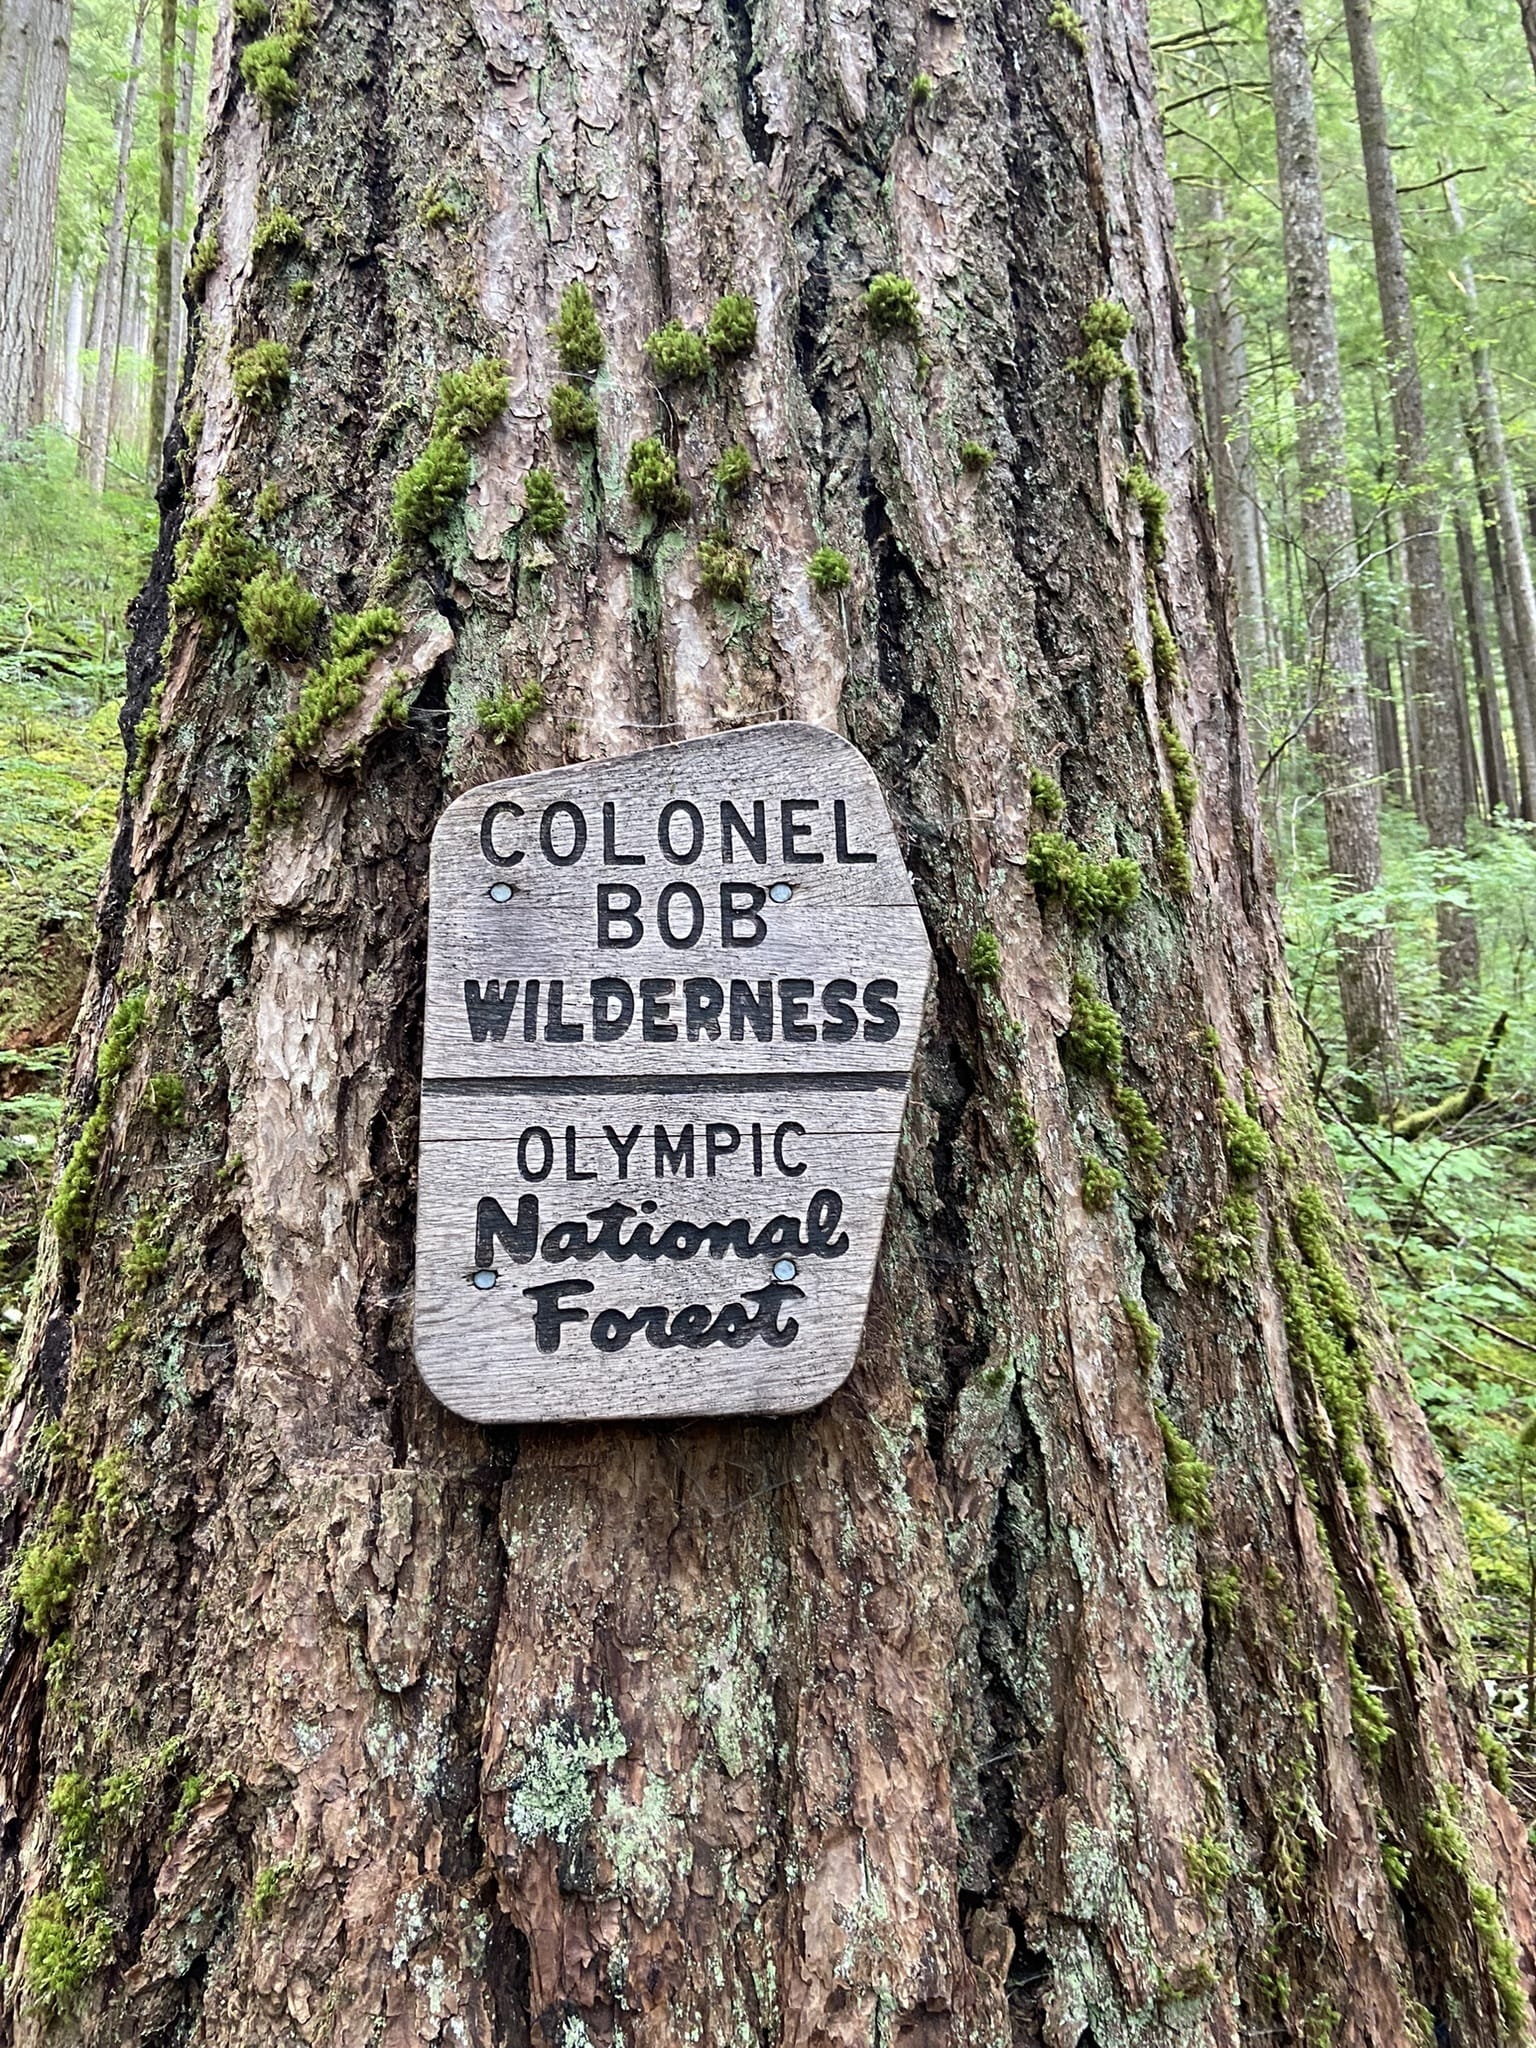 COLONEL
BOB
WILDERNESS
OLYMPIC
National
Forest